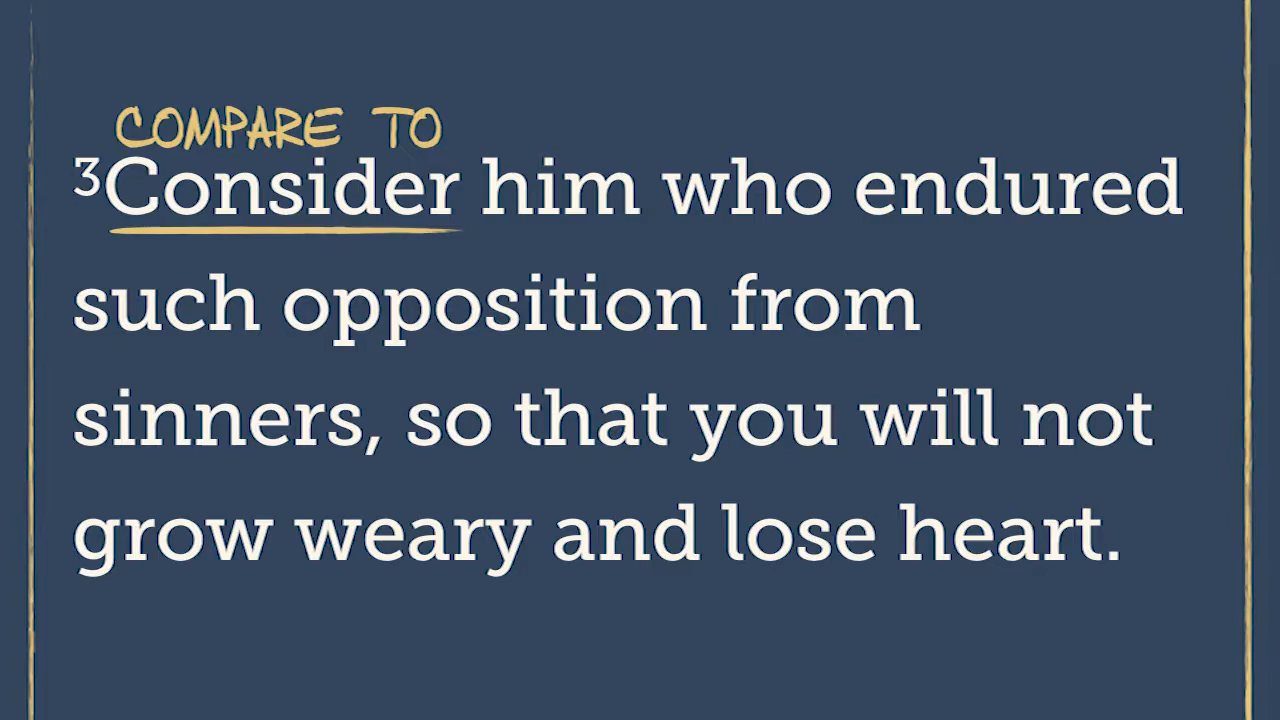 COMPARE TO
³Consider him who endured
such opposition from
sinners, so that you will not
grow weary and lose heart.